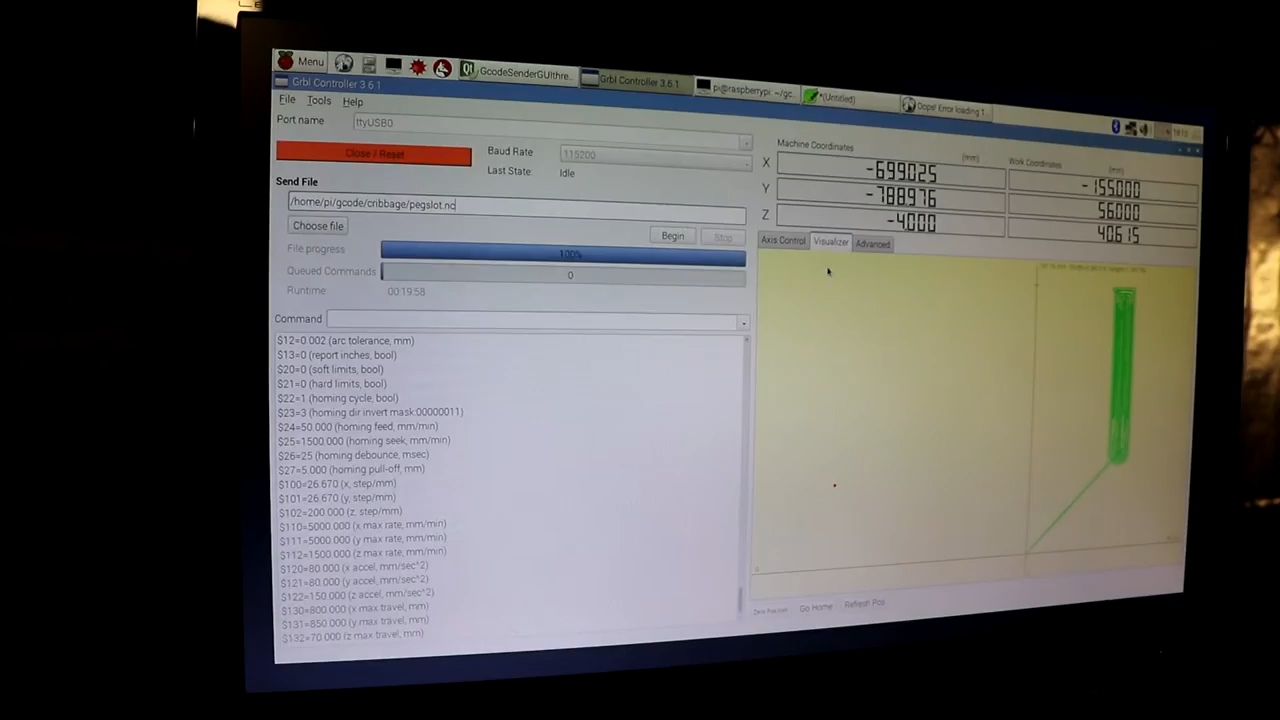 Menu
GcodeSenderGUIthre...
Grbl Controller 3.6.1
pi@raspberrypi: ~/gc...
*(Untitled)
Oops! Error loading 1...
Grbl Controller 3.6.1
File Tools Help
Port name ttyUSB0
Close / Reset
Baud Rate 115200
Last State: Idle
Send File
/home/pi/gcode/cribbage/pegslot.nc
Choose file
Begin Stop
File progress 100%
Queued Commands 0
Runtime 00:19:58
Command
$12=0.002 (arc tolerance, mm)
$13=0 (report inches, bool)
$20=0 (soft limits, bool)
$21=0 (hard limits, bool)
$22=1 (homing cycle, bool)
$23=3 (homing dir invert mask:00000011)
$24=50.000 (homing feed, mm/min)
$25=1500.000 (homing seek, mm/min)
$26=25 (homing debounce, msec)
$27=5.000 (homing pull-off, mm)
$100=26.670 (x, step/mm)
$101=26.670 (y, step/mm)
$102=200.000 (z, step/mm)
$110=5000.000 (x max rate, mm/min)
$111=5000.000 (y max rate, mm/min)
$112=1500.000 (z max rate, mm/min)
$120=80.000 (x accel, mm/sec^2)
$121=80.000 (y accel, mm/sec^2)
$122=150.000 (z accel, mm/sec^2)
$130=800.000 (x max travel, mm)
$131=850.000 (y max travel, mm)
$132=70.000 (z max travel, mm)
Machine Coordinates (mm) Work Coordinates (mm)
X -699.025 -155.000
Y -788.976 56.000
Z -4.000 40.615
Axis Control Visualizer Advanced
Zero Position Go Home Refresh Pos